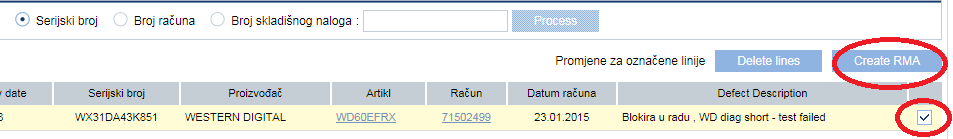 Serijski broj Broj računa Broj skladišnog naloga : Process
Promjene za označene linije Delete lines Create RMA
date Serijski broj Proizvođač Artikl Račun Datum računa Defect Description
WX31DA43K851 WESTERN DIGITAL WD60EFRX 71502499 23.01.2015 Blokira u radu , WD diag short - test failed